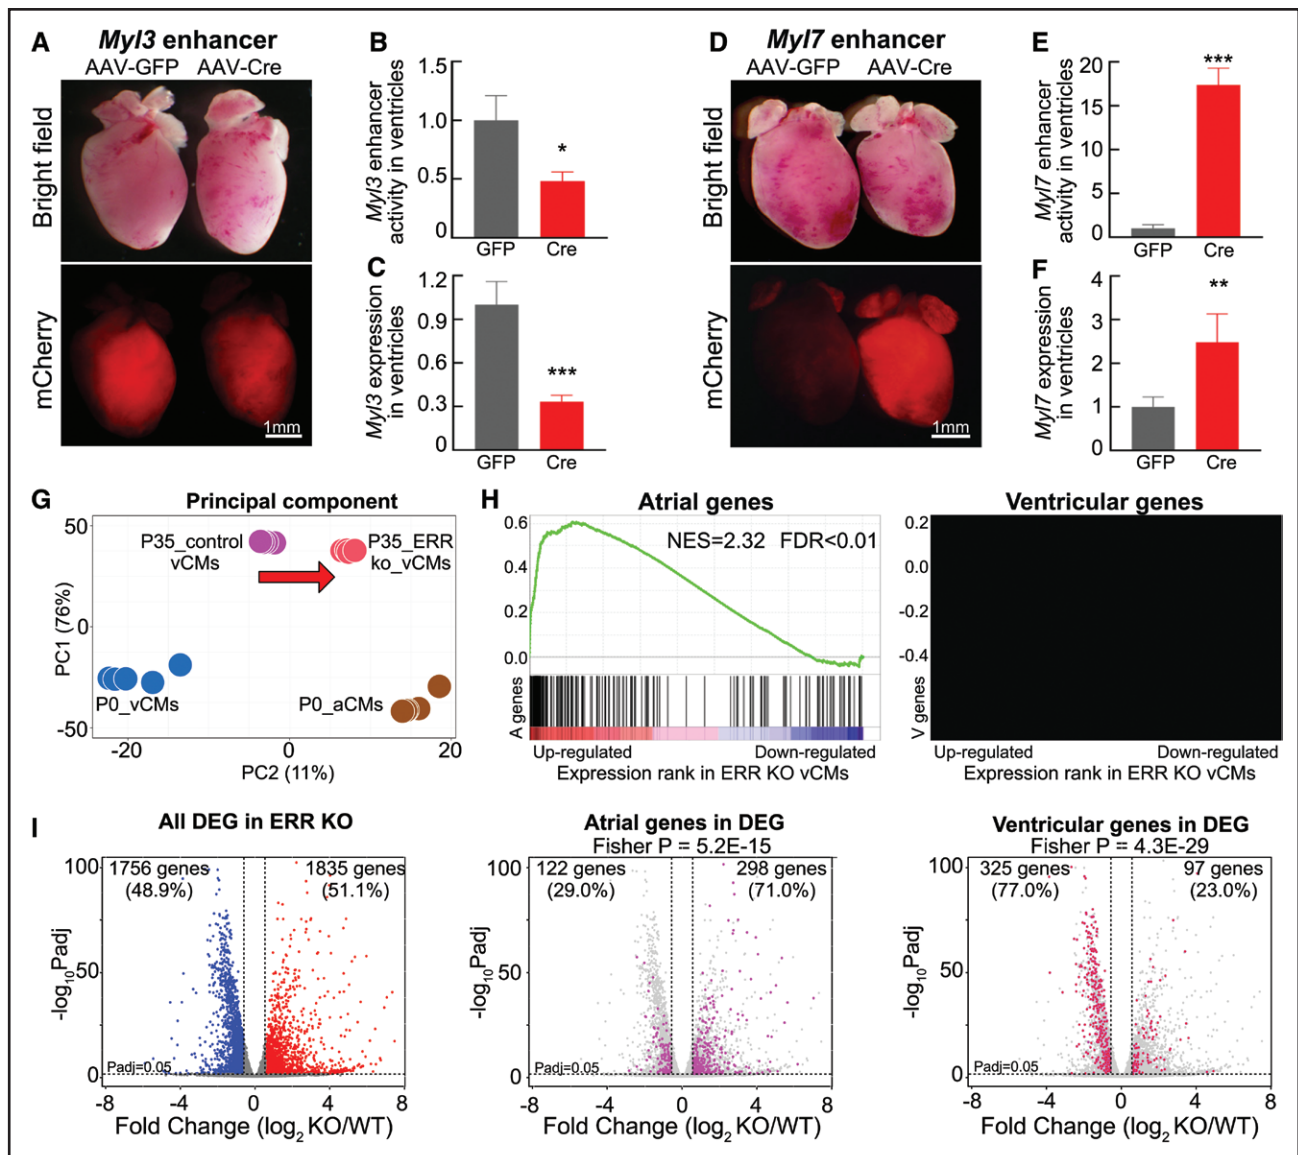 A
Myl3 enhancer
AAV-GFP AAV-Cre
Bright field
mCherry
1mm
B
Myl3 enhancer
activity in ventricles
1.5
1.0
0.5
0
*
GFP Cre
C
Myl3 expression
in ventricles
1.2
0.9
0.6
0.3
0
***
GFP Cre
D
Myl7 enhancer
AAV-GFP AAV-Cre
Bright field
mCherry
1mm
E
Myl7 enhancer
activity in ventricles
20
15
10
5
0
***
GFP Cre
F
Myl7 expression
in ventricles
4
3
2
1
0
**
GFP Cre
G
Principal component
PC1 (76%)
50
0
-50
P35_control
vCMs
P35_ERR
ko_vCMs
P0_vCMs
P0_aCMs
-20 0 20
PC2 (11%)
H
Atrial genes
0.6
0.4
0.2
0.0
NES=2.32 FDR<0.01
A genes
Up-regulated Down-regulated
Expression rank in ERR KO vCMs
Ventricular genes
0.2
0.0
-0.2
-0.4
V genes
Up-regulated Down-regulated
Expression rank in ERR KO vCMs
I
All DEG in ERR KO
1756 genes
(48.9%)
1835 genes
(51.1%)
-log10Padj
100
50
0
Padj=0.05
-8 -4 0 4 8
Fold Change (log2 KO/WT)
Atrial genes in DEG
Fisher P = 5.2E-15
122 genes
(29.0%)
298 genes
(71.0%)
-log10Padj
100
50
0
Padj=0.05
-8 -4 0 4 8
Fold Change (log2 KO/WT)
Ventricular genes in DEG
Fisher P = 4.3E-29
325 genes
(77.0%)
97 genes
(23.0%)
-log10Padj
100
50
0
Padj=0.05
-8 -4 0 4 8
Fold Change (log2 KO/WT)